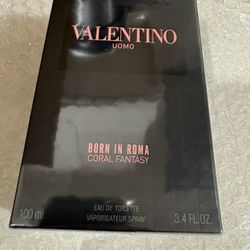 VALENTINO
UOMO
BORN IN ROMA
CORAL FANTASY
EAU DE TOILETTE
100 ml VAPORISATEUR SPRAY 3.4 FL.OZ.